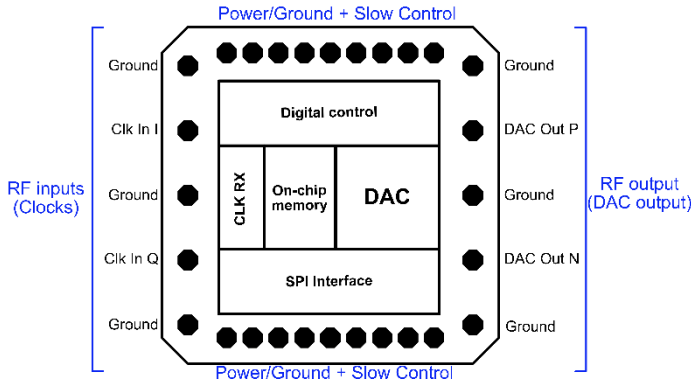 Power/Ground + Slow Control
Ground
Clk In I
Ground
Clk In Q
Ground
RF inputs
(Clocks)
Digital control
CLK RX
On-chip
memory
DAC
SPI Interface
Ground
DAC Out P
Ground
DAC Out N
Ground
RF output
(DAC output)
Power/Ground + Slow Control